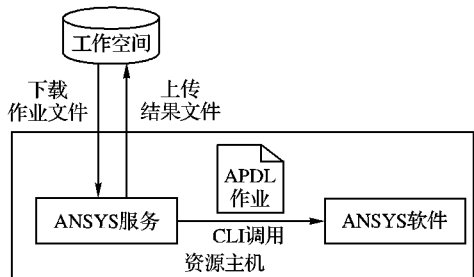 工作空间
下载
作业文件
上传
结果文件
APDL
作业
ANSYS服务
ANSYS软件
CLI调用
资源主机